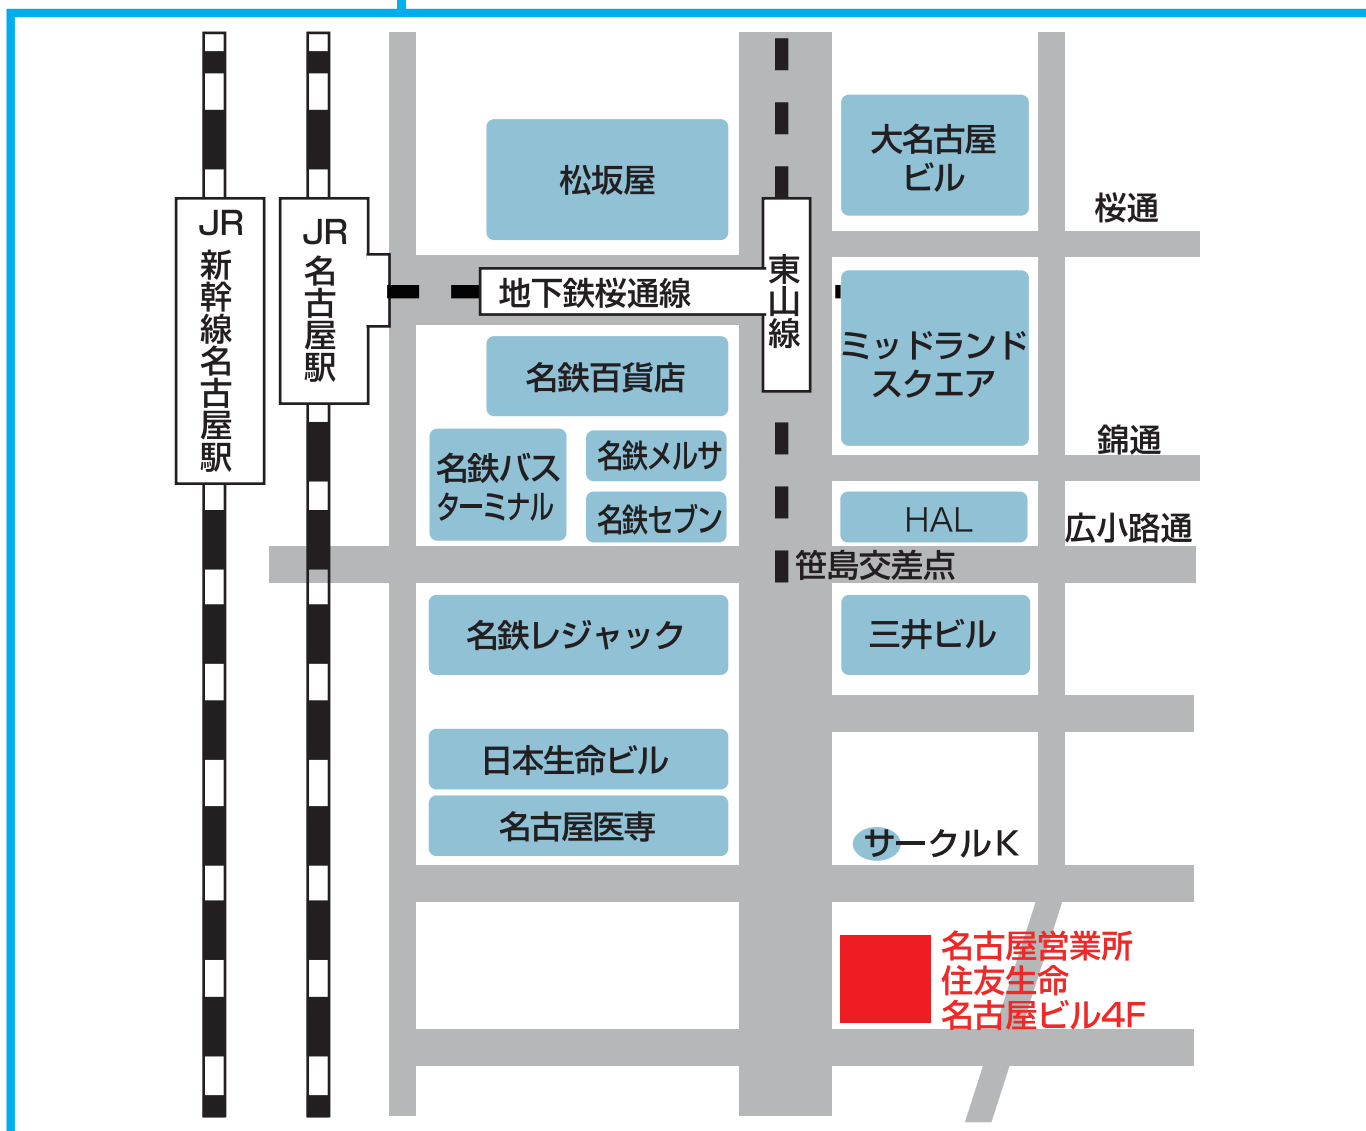 大名古屋
ビル
松坂屋
桜通
JR
新幹線名古屋駅
JR
名古屋駅
地下鉄桜通線
東山線
ミッドランド
スクエア
名鉄百貨店
錦通
名鉄バス
ターミナル
名鉄メルサ
名鉄セブン
HAL
広小路通
笹島交差点
名鉄レジャック
三井ビル
日本生命ビル
名古屋医専
サークルK
名古屋営業所
住友生命
名古屋ビル4F